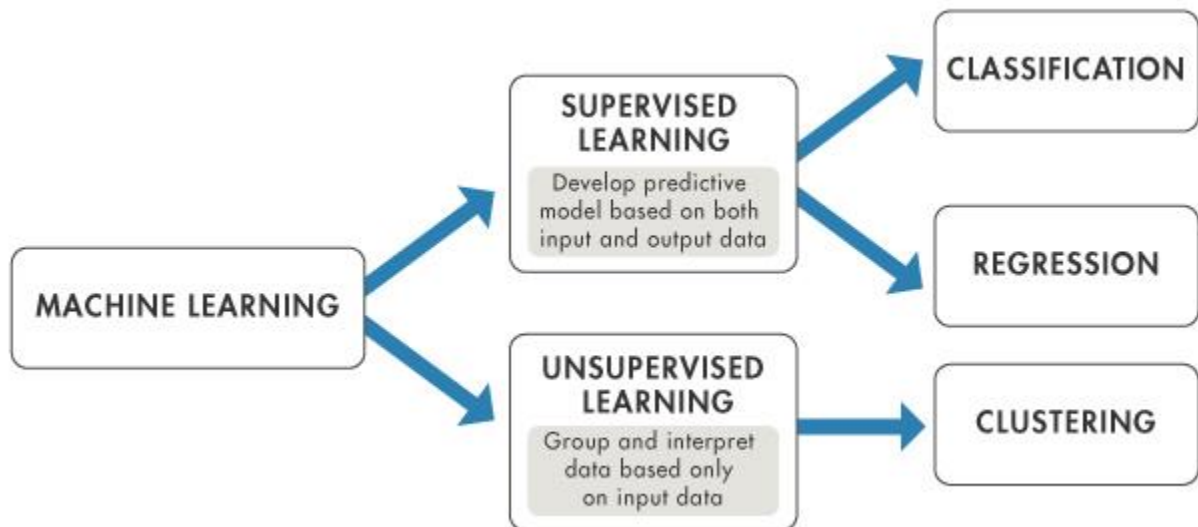 MACHINE LEARNING
SUPERVISED
LEARNING
Develop predictive
model based on both
input and output data
UNSUPERVISED
LEARNING
Group and interpret
data based only
on input data
CLASSIFICATION
REGRESSION
CLUSTERING